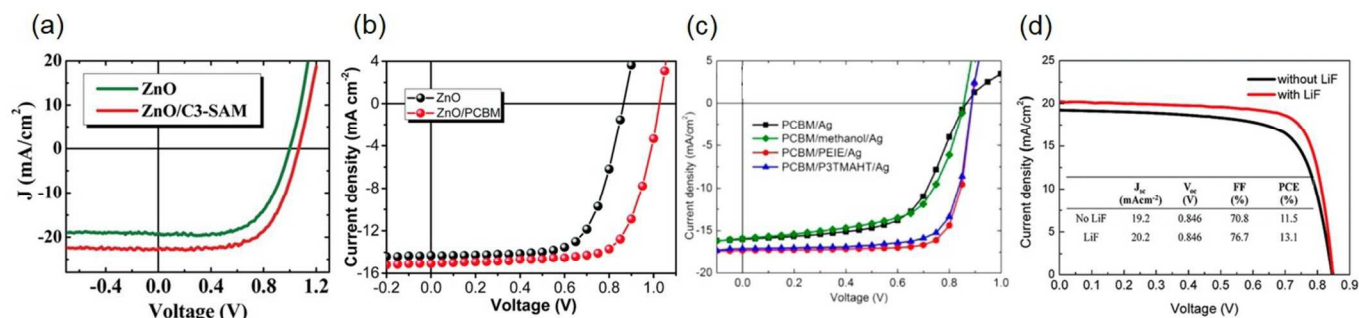 (a)
20
10
0
-10
-20
J (mA/cm²)
ZnO
ZnO/C3-SAM
-0.4 0.0 0.4 0.8 1.2
Voltage (V)
(b)
4
0
-4
-8
-12
-16
Current density (mA cm⁻²)
ZnO
ZnO/PCBM
-0.2 0.0 0.2 0.4 0.6 0.8 1.0
Voltage (V)
(c)
5
0
-5
-10
-15
-20
Current density (mA/cm²)
PCBM/Ag
PCBM/methanol/Ag
PCBM/PEIE/Ag
PCBM/P3TMAHT/Ag
0.0 0.2 0.4 0.6 0.8 1.0
Voltage (V)
(d)
25
20
15
10
5
0
Current density (mA/cm²)
without LiF
with LiF
Jsc Voc FF PCE
(mAcm⁻²) (V) (%) (%)
No LiF 19.2 0.846 70.8 11.5
LiF 20.2 0.846 76.7 13.1
0.0 0.1 0.2 0.3 0.4 0.5 0.6 0.7 0.8 0.9
Voltage (V)